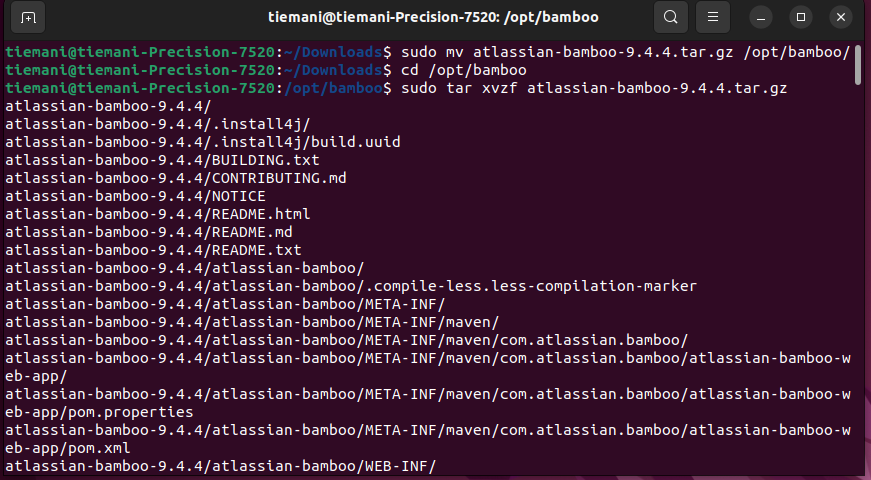 tiemani@tiemani-Precision-7520: /opt/bamboo
tiemani@tiemani-Precision-7520:~/Downloads$ sudo mv atlassian-bamboo-9.4.4.tar.gz /opt/bamboo/
tiemani@tiemani-Precision-7520:~/Downloads$ cd /opt/bamboo
tiemani@tiemani-Precision-7520:/opt/bamboo$ sudo tar xvzf atlassian-bamboo-9.4.4.tar.gz
atlassian-bamboo-9.4.4/
atlassian-bamboo-9.4.4/.install4j/
atlassian-bamboo-9.4.4/.install4j/build.uuid
atlassian-bamboo-9.4.4/BUILDING.txt
atlassian-bamboo-9.4.4/CONTRIBUTING.md
atlassian-bamboo-9.4.4/NOTICE
atlassian-bamboo-9.4.4/README.html
atlassian-bamboo-9.4.4/README.md
atlassian-bamboo-9.4.4/README.txt
atlassian-bamboo-9.4.4/atlassian-bamboo/
atlassian-bamboo-9.4.4/atlassian-bamboo/.compile-less.less-compilation-marker
atlassian-bamboo-9.4.4/atlassian-bamboo/META-INF/
atlassian-bamboo-9.4.4/atlassian-bamboo/META-INF/maven/
atlassian-bamboo-9.4.4/atlassian-bamboo/META-INF/maven/com.atlassian.bamboo/
atlassian-bamboo-9.4.4/atlassian-bamboo/META-INF/maven/com.atlassian.bamboo/atlassian-bamboo-w
eb-app/
atlassian-bamboo-9.4.4/atlassian-bamboo/META-INF/maven/com.atlassian.bamboo/atlassian-bamboo-w
eb-app/pom.properties
atlassian-bamboo-9.4.4/atlassian-bamboo/META-INF/maven/com.atlassian.bamboo/atlassian-bamboo-w
eb-app/pom.xml
atlassian-bamboo-9.4.4/atlassian-bamboo/WEB-INF/